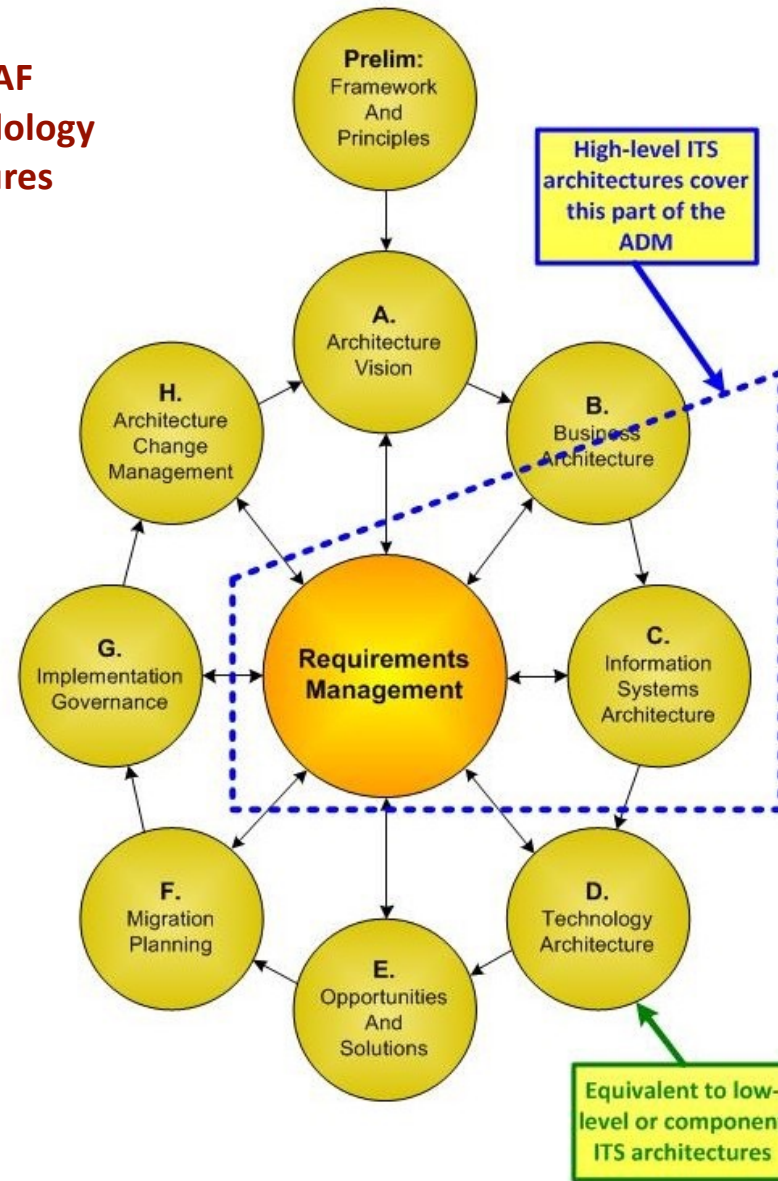 AF
ology
ures
Prelim:
Framework
And
Principles
High-level ITS
architectures cover
this part of the
ADM
A.
Architecture
Vision
H.
Architecture
Change
Management
B.
Business
Architecture
G.
Implementation
Governance
Requirements
Management
C.
Information
Systems
Architecture
F.
Migration
Planning
D.
Technology
Architecture
E.
Opportunities
And
Solutions
Equivalent to low-
level or componen
ITS architectures